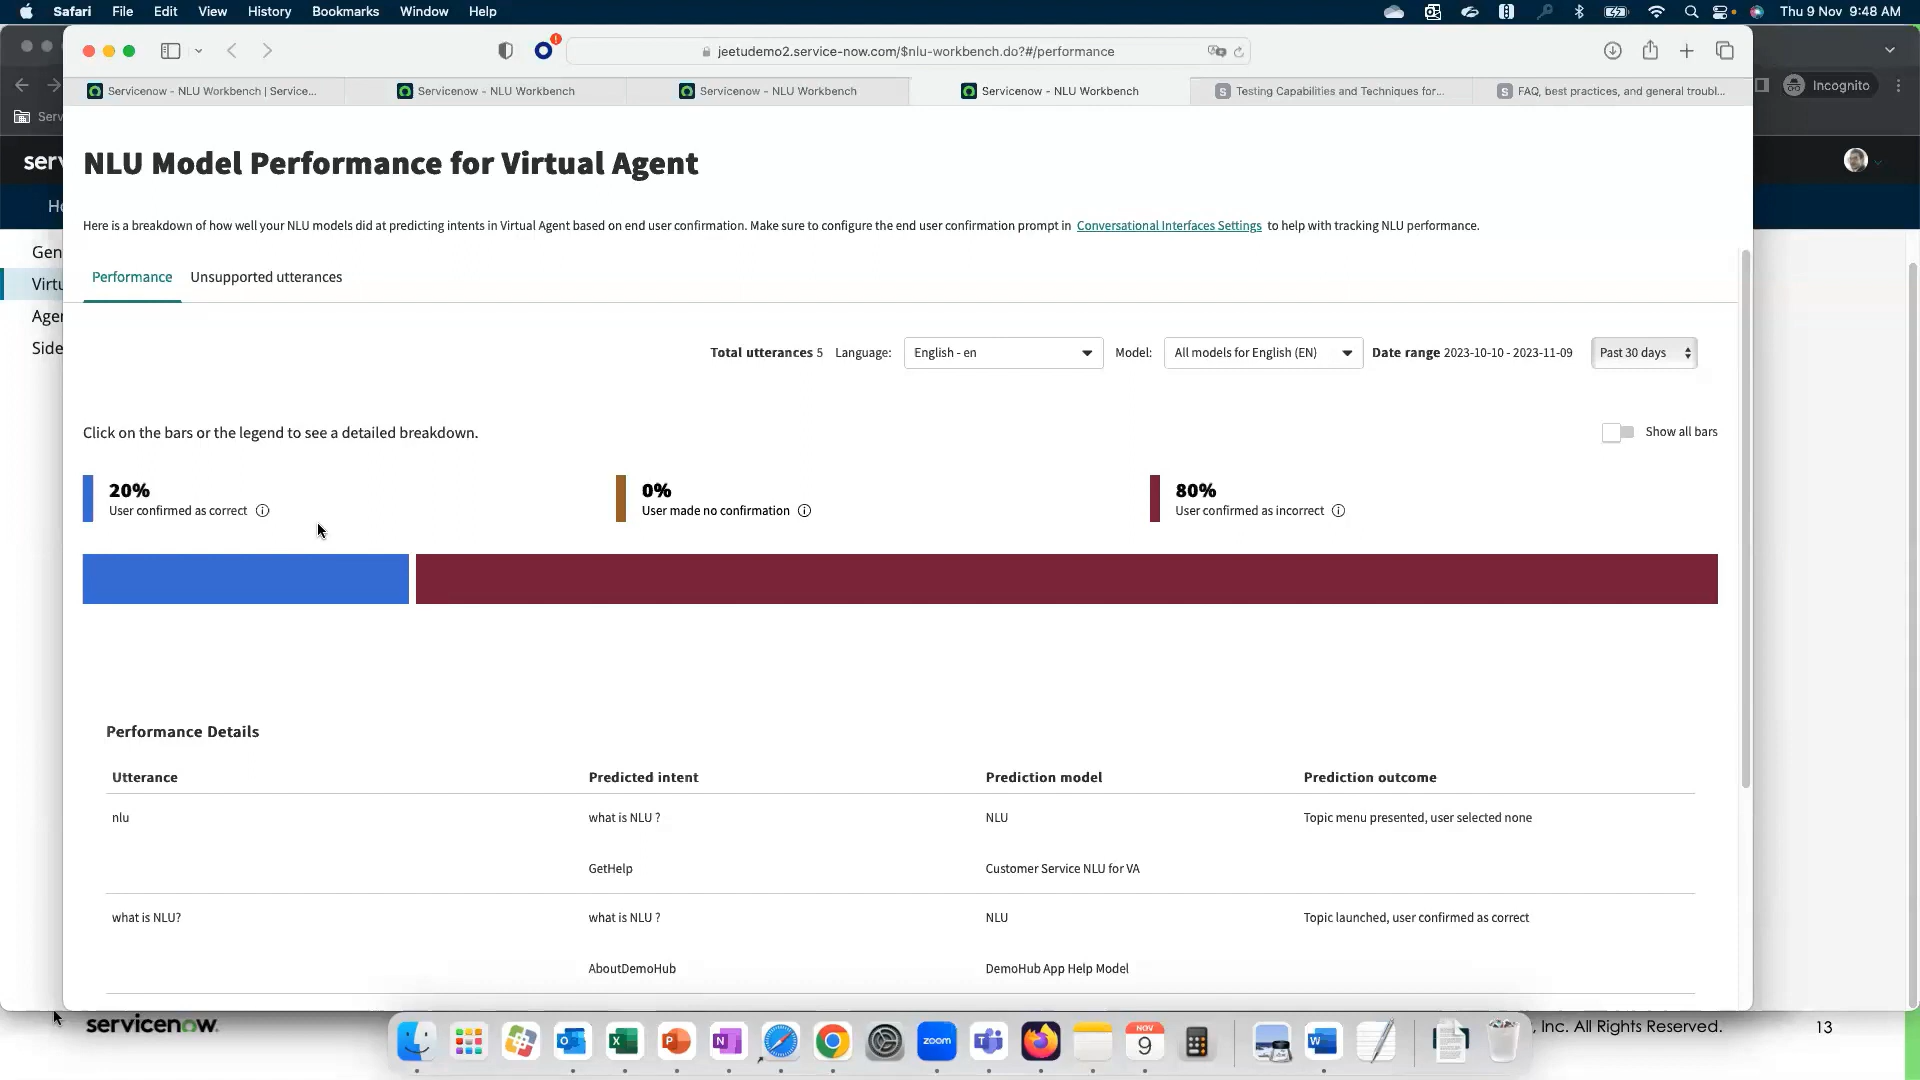 Safari File Edit View History Bookmarks Window Help
Thu 9 Nov 9:48 AM
jeetudemo2.service-now.com/$nlu-workbench.do?#/performance
Servicenow - NLU Workbench | Service...
Servicenow - NLU Workbench
Servicenow - NLU Workbench
Servicenow - NLU Workbench
Testing Capabilities and Techniques for...
FAQ, best practices, and general troubl...
Incognito
Serv
serv
Ho
Gen
Virtu
Agen
Side
NLU Model Performance for Virtual Agent
Here is a breakdown of how well your NLU models did at predicting intents in Virtual Agent based on end user confirmation. Make sure to configure the end user confirmation prompt in Conversational Interfaces Settings to help with tracking NLU performance.
Performance Unsupported utterances
Total utterances 5 Language: English - en Model: All models for English (EN) Date range 2023-10-10 - 2023-11-09 Past 30 days
Click on the bars or the legend to see a detailed breakdown.
Show all bars
20%
User confirmed as correct
0%
User made no confirmation
80%
User confirmed as incorrect
Performance Details
Utterance Predicted intent Prediction model Prediction outcome
nlu what is NLU ? NLU Topic menu presented, user selected none
GetHelp Customer Service NLU for VA
what is NLU? what is NLU ? NLU Topic launched, user confirmed as correct
AboutDemoHub DemoHub App Help Model
servicenow.
, Inc. All Rights Reserved. 13
zoom
NOV
9